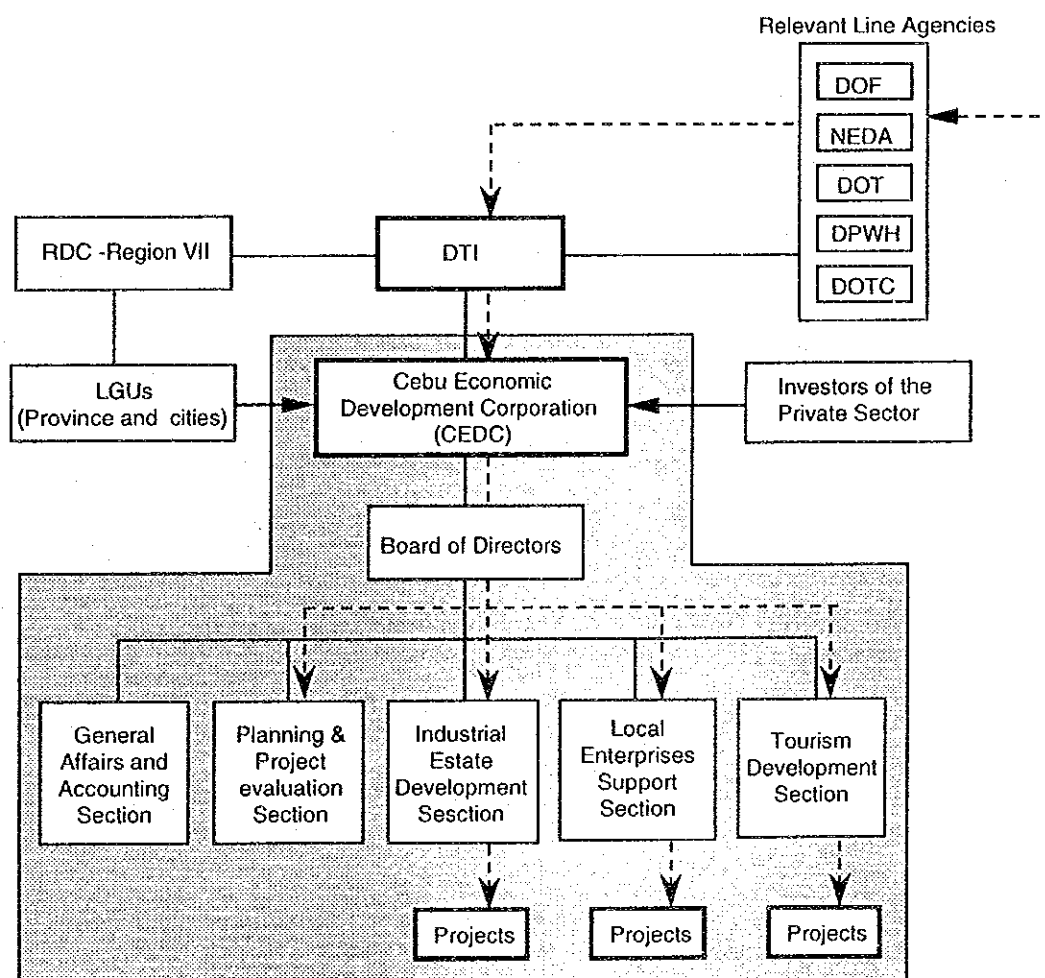 Relevant Line Agencies
DOF
NEDA
DOT
DPWH
DOTC
RDC -Region VII
DTI
LGUs
(Province and cities)
Cebu Economic
Development Corporation
(CEDC)
Investors of the
Private Sector
Board of Directors
General
Affairs and
Accounting
Section
Planning &
Project
evaluation
Section
Industrial
Estate
Development
Sesction
Local
Enterprises
Support
Section
Tourism
Development
Section
Projects
Projects
Projects